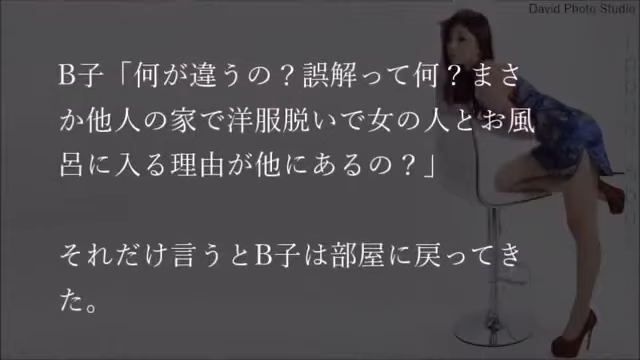 David Photo Studio
B子「何が違うの？誤解って何？まさ
か他人の家で洋服脱いで女の人とお風
呂に入る理由が他にあるの？」
それだけ言うとB子は部屋に戻ってき
た。